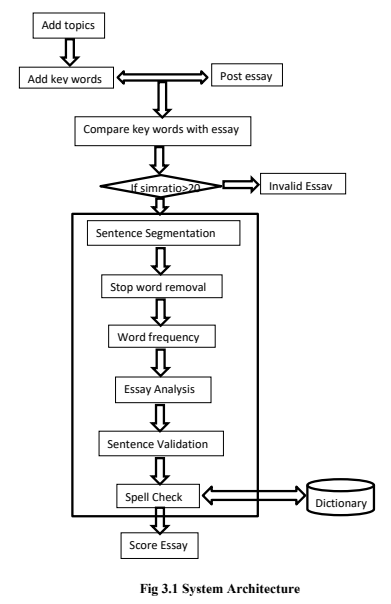 Add topics
Add key words
Post essay
Compare key words with essay
If simratio>20
Invalid Essay
Sentence Segmentation
Stop word removal
Word frequency
Essay Analysis
Sentence Validation
Spell Check
Dictionary
Score Essay
Fig 3.1 System Architecture